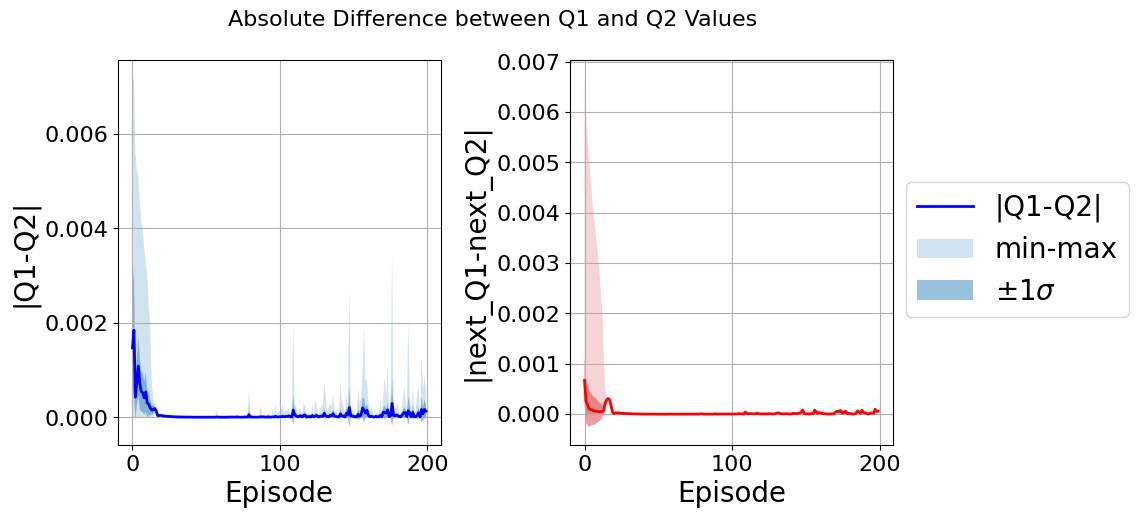 Absolute Difference between Q1 and Q2 Values
|Q1-Q2|
0.006
0.004
0.002
0.000
0 100 200
Episode
|next_Q1-next_Q2|
0.007
0.006
0.005
0.004
0.003
0.002
0.001
0.000
0 100 200
Episode
|Q1-Q2|
min-max
±1σ